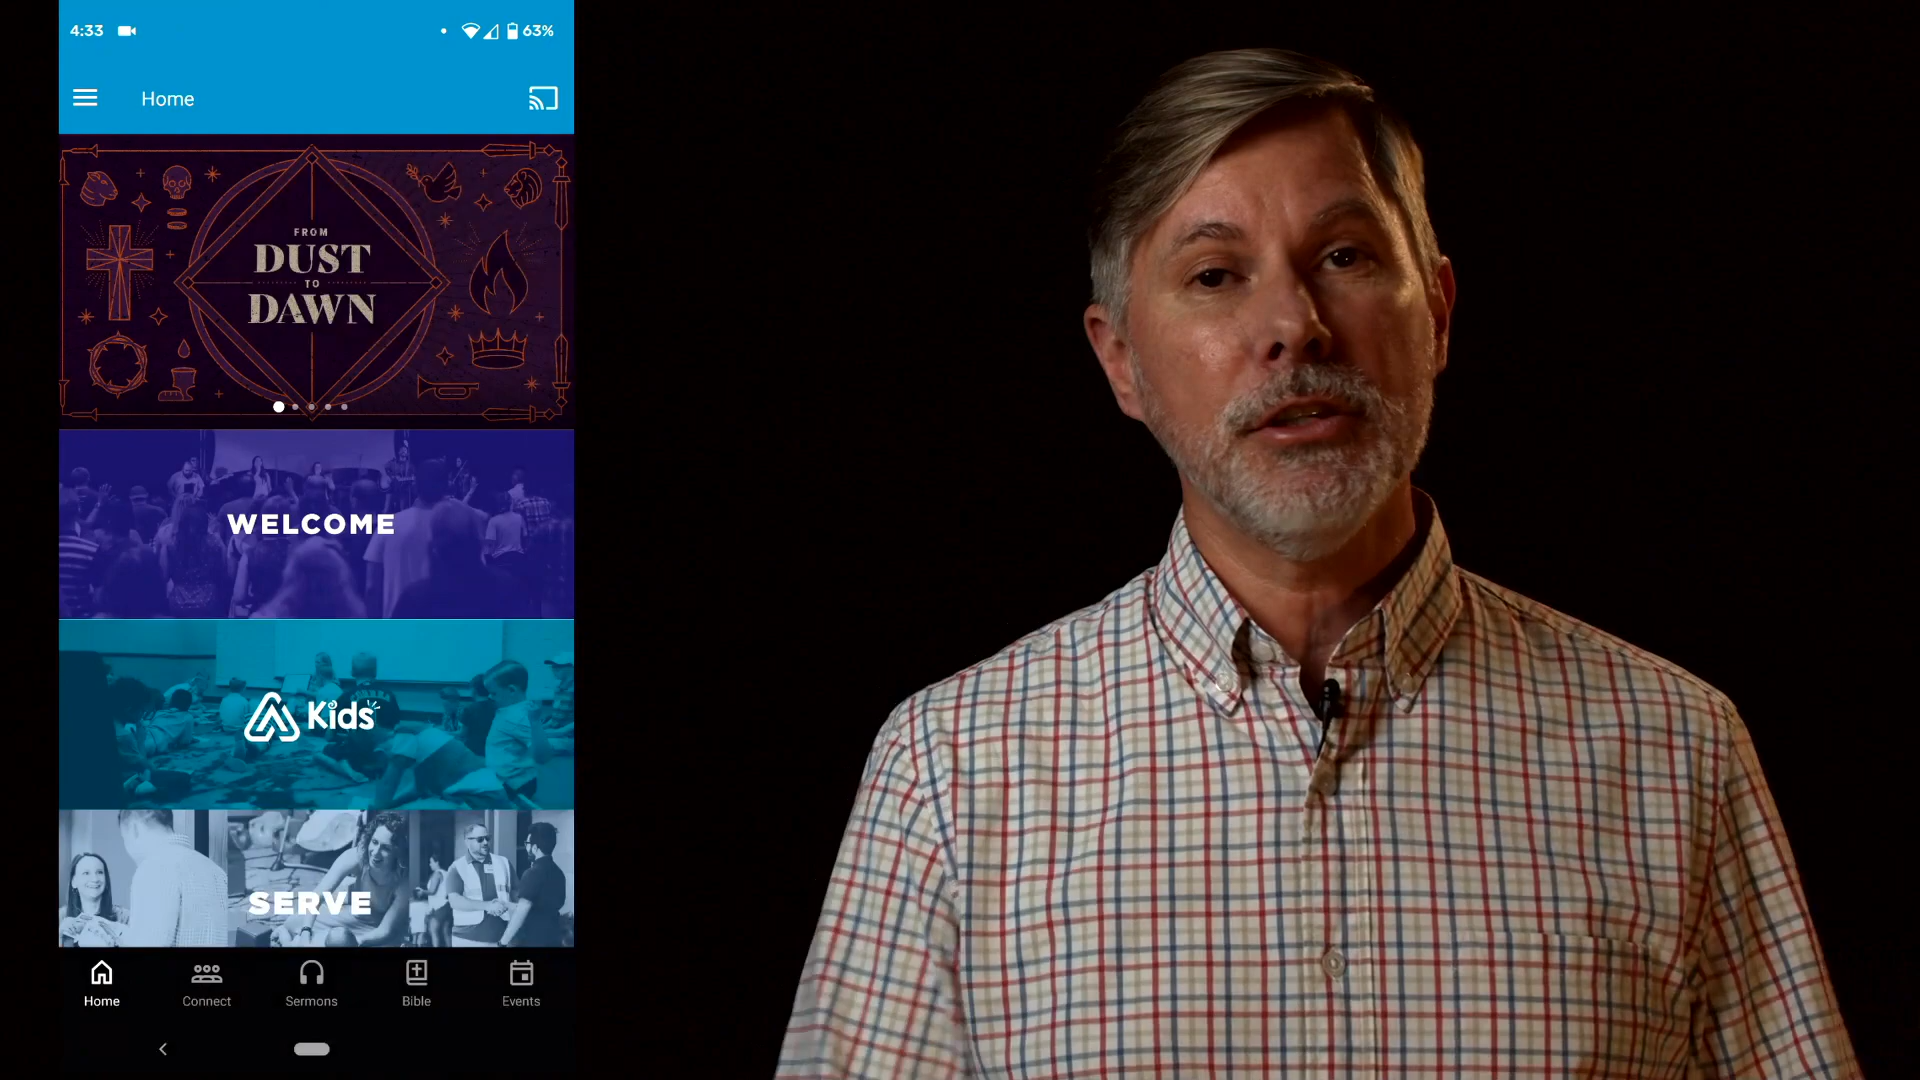 4:33
63%
Home
FROM
DUST
TO
DAWN
WELCOME
Kids
SERVE
Home
Connect
Sermons
Bible
Events